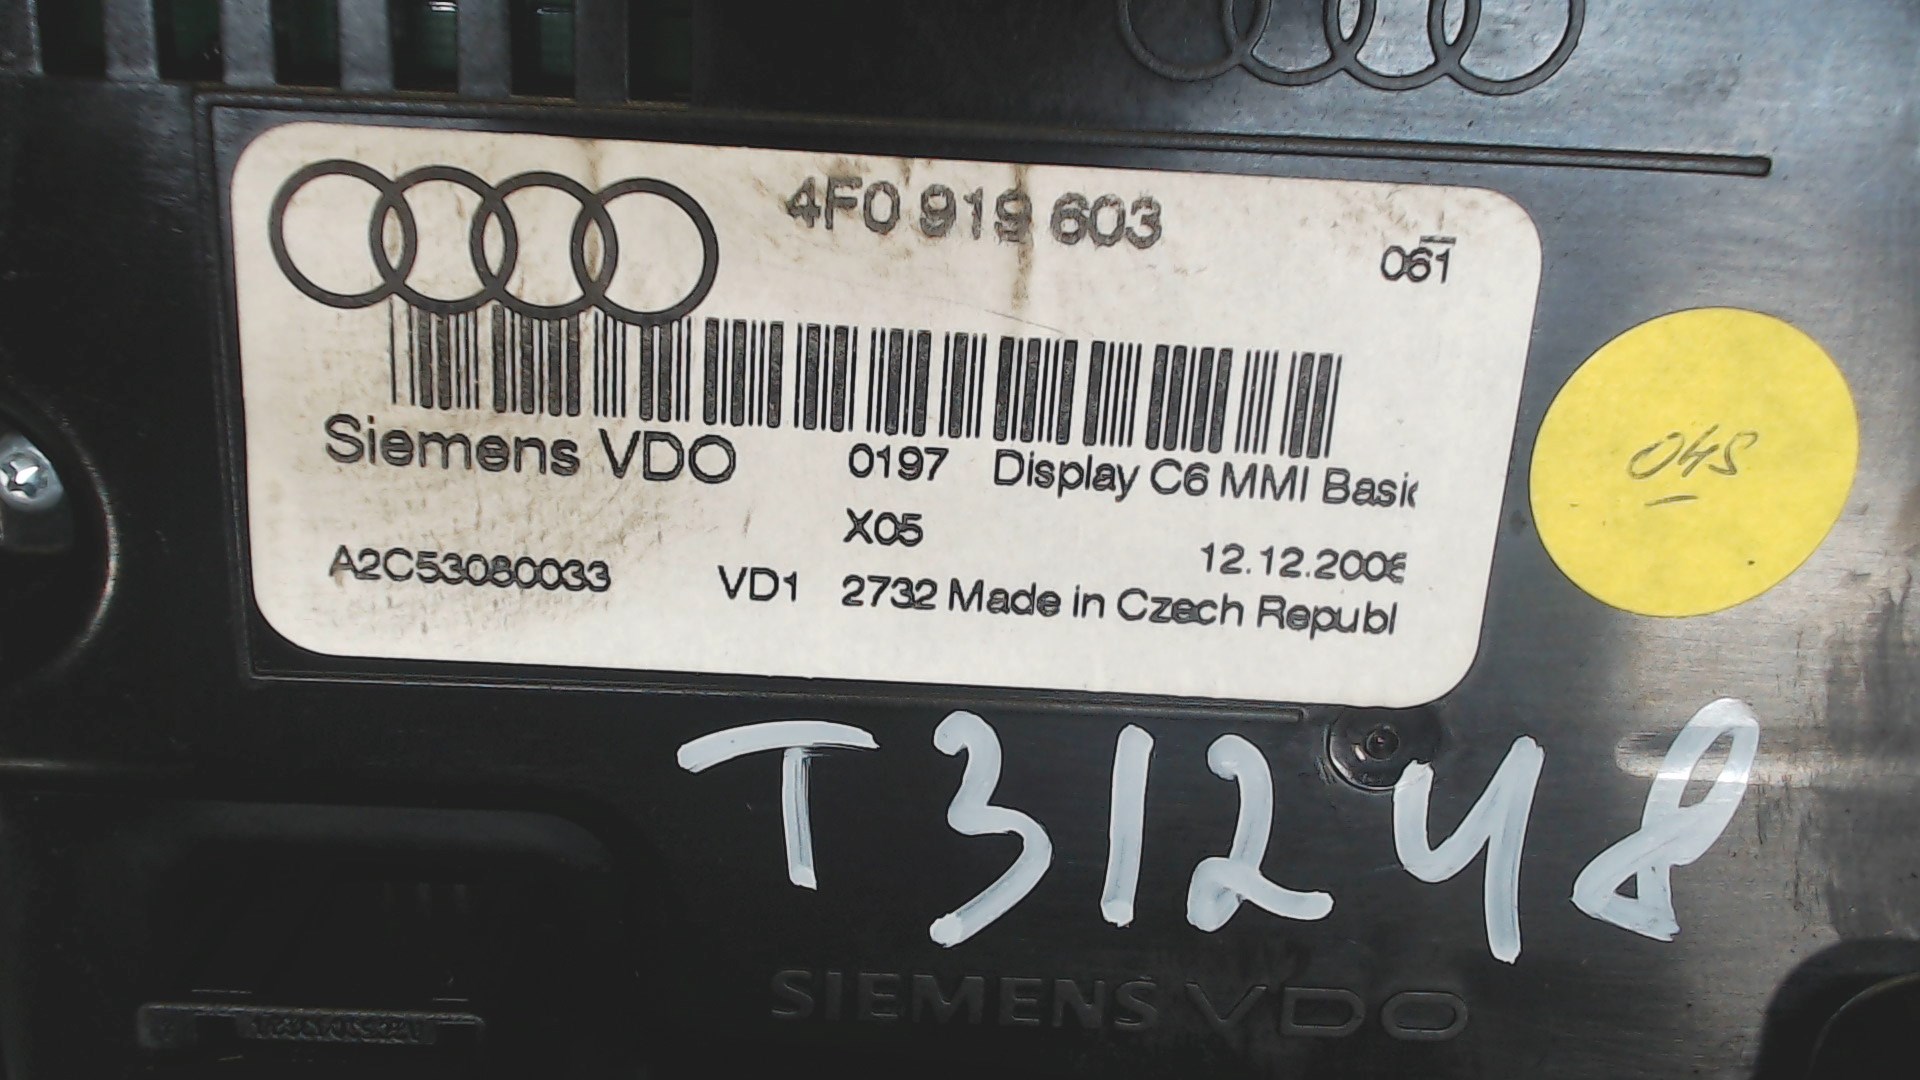 4F0 919 603
061
Siemens VDO
0197 Display C6 MMI Basic
X05
A2C53080033
12.12.2008
VD1 2732 Made in Czech Republ
04S
T31248
SIEMENS VDO